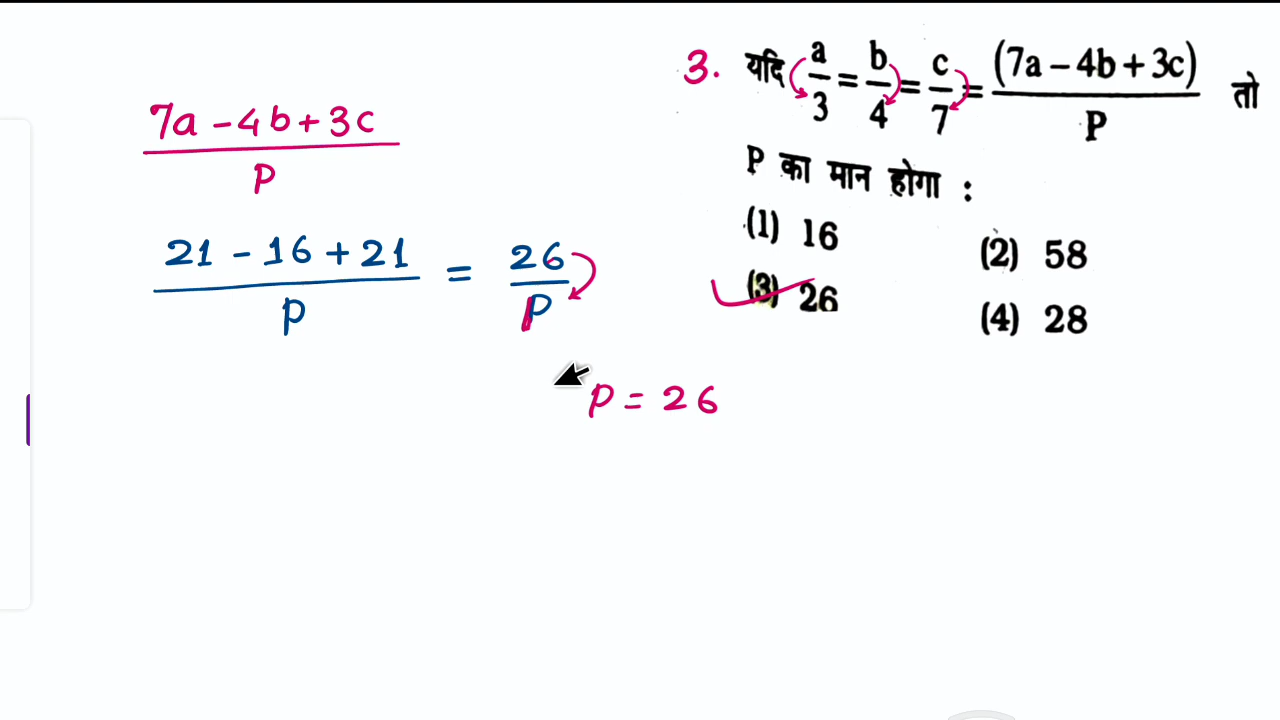 3. यदि a/3 = b/4 = c/7 = (7a – 4b + 3c)/P तो
P का मान होगा :
(1) 16 (2) 58
(3) 26 (4) 28
7a – 4b + 3c
p
21 – 16 + 21 = 26
p p
p = 26